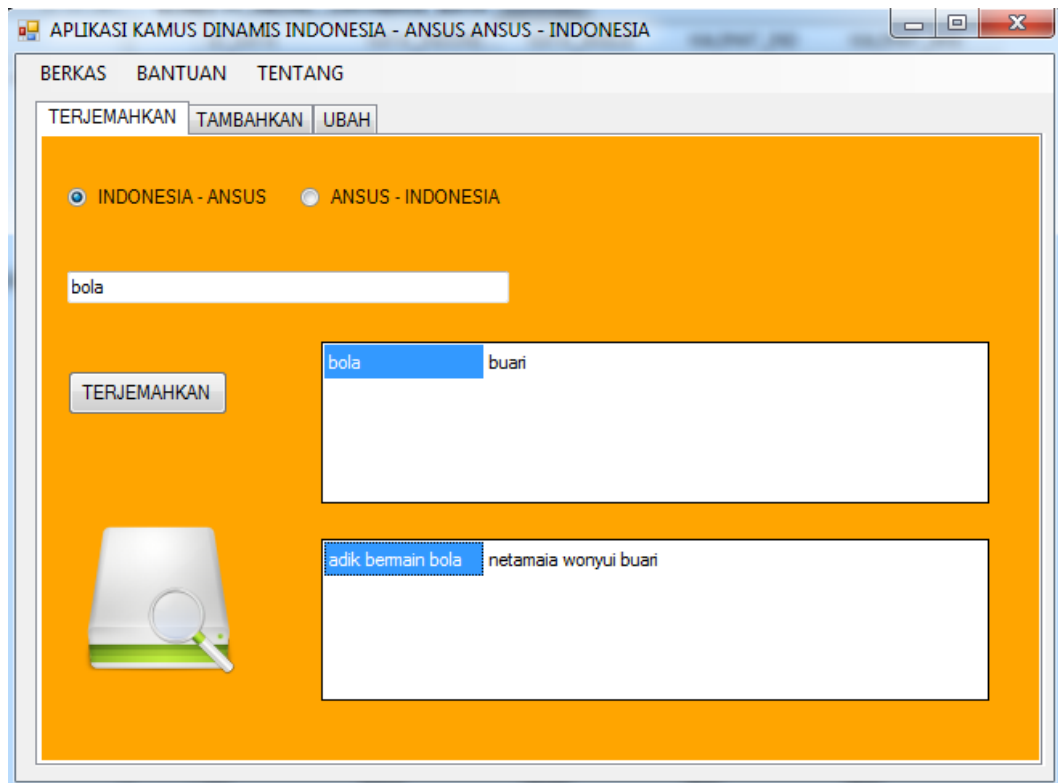 APLIKASI KAMUS DINAMIS INDONESIA - ANSUS ANSUS - INDONESIA
BERKAS BANTUAN TENTANG
TERJEMAHKAN TAMBAHKAN UBAH
INDONESIA - ANSUS ANSUS - INDONESIA
bola
bola buari
TERJEMAHKAN
adik bermain bola netamaia wonyui buari